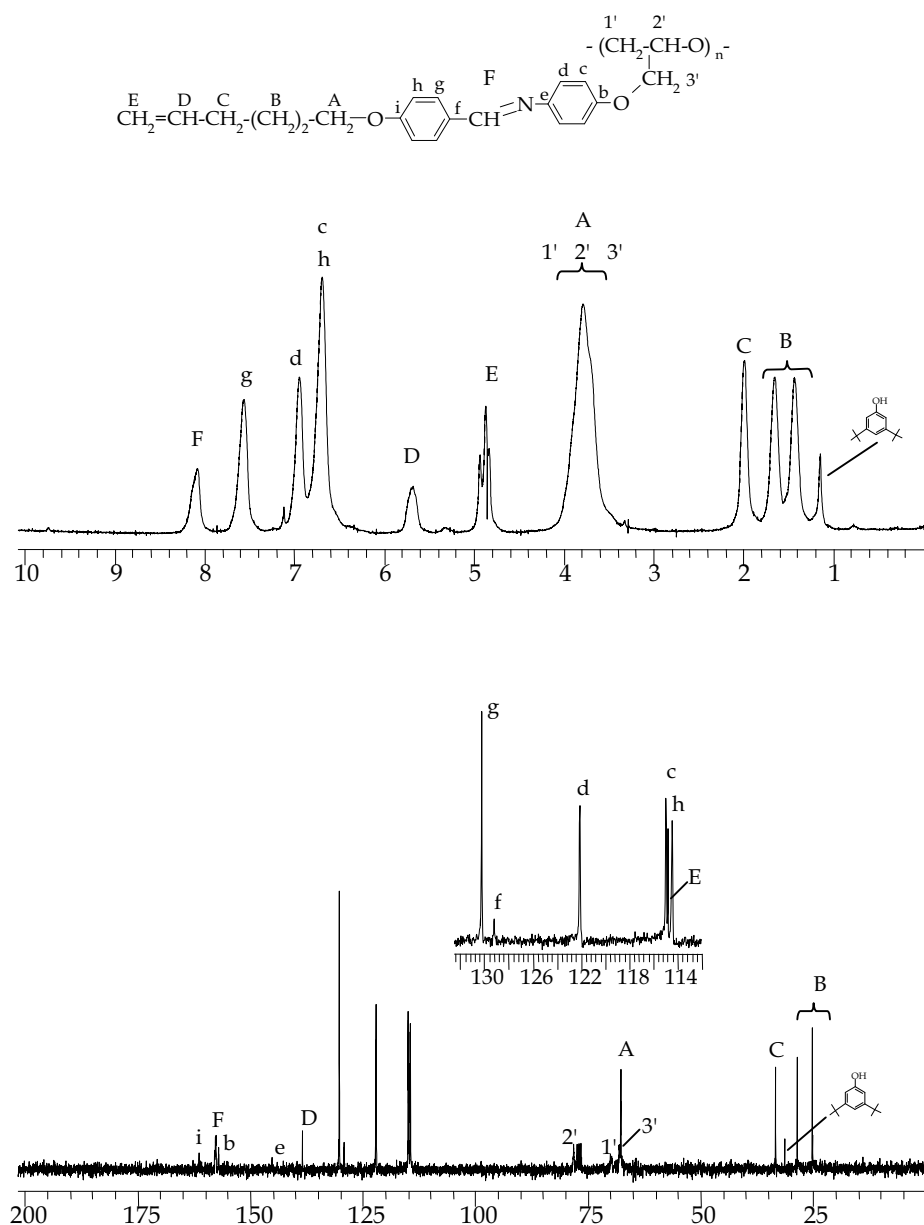 1' 2'
- (CH2-CH-O)n-
F
d c
CH2 3'
h g
e b
E D C B A
i f N O
CH2=CH-CH2-(CH2)2-CH2-O CH
c
h
A
1' 2' 3'
d
g
E
C
B
F
D
OH
10 9 8 7 6 5 4 3 2 1
g
c
d
h
E
f
130 126 122 118 114
B
A
C
OH
F
D
i b e
2' 1' 3'
200 175 150 125 100 75 50 25